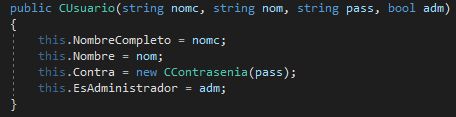 public CUsuario(string nomc, string nom, string pass, bool adm)
{
this.NombreCompleto = nomc;
this.Nombre = nom;
this.Contra = new CContrasenia(pass);
this.EsAdministrador = adm;
}